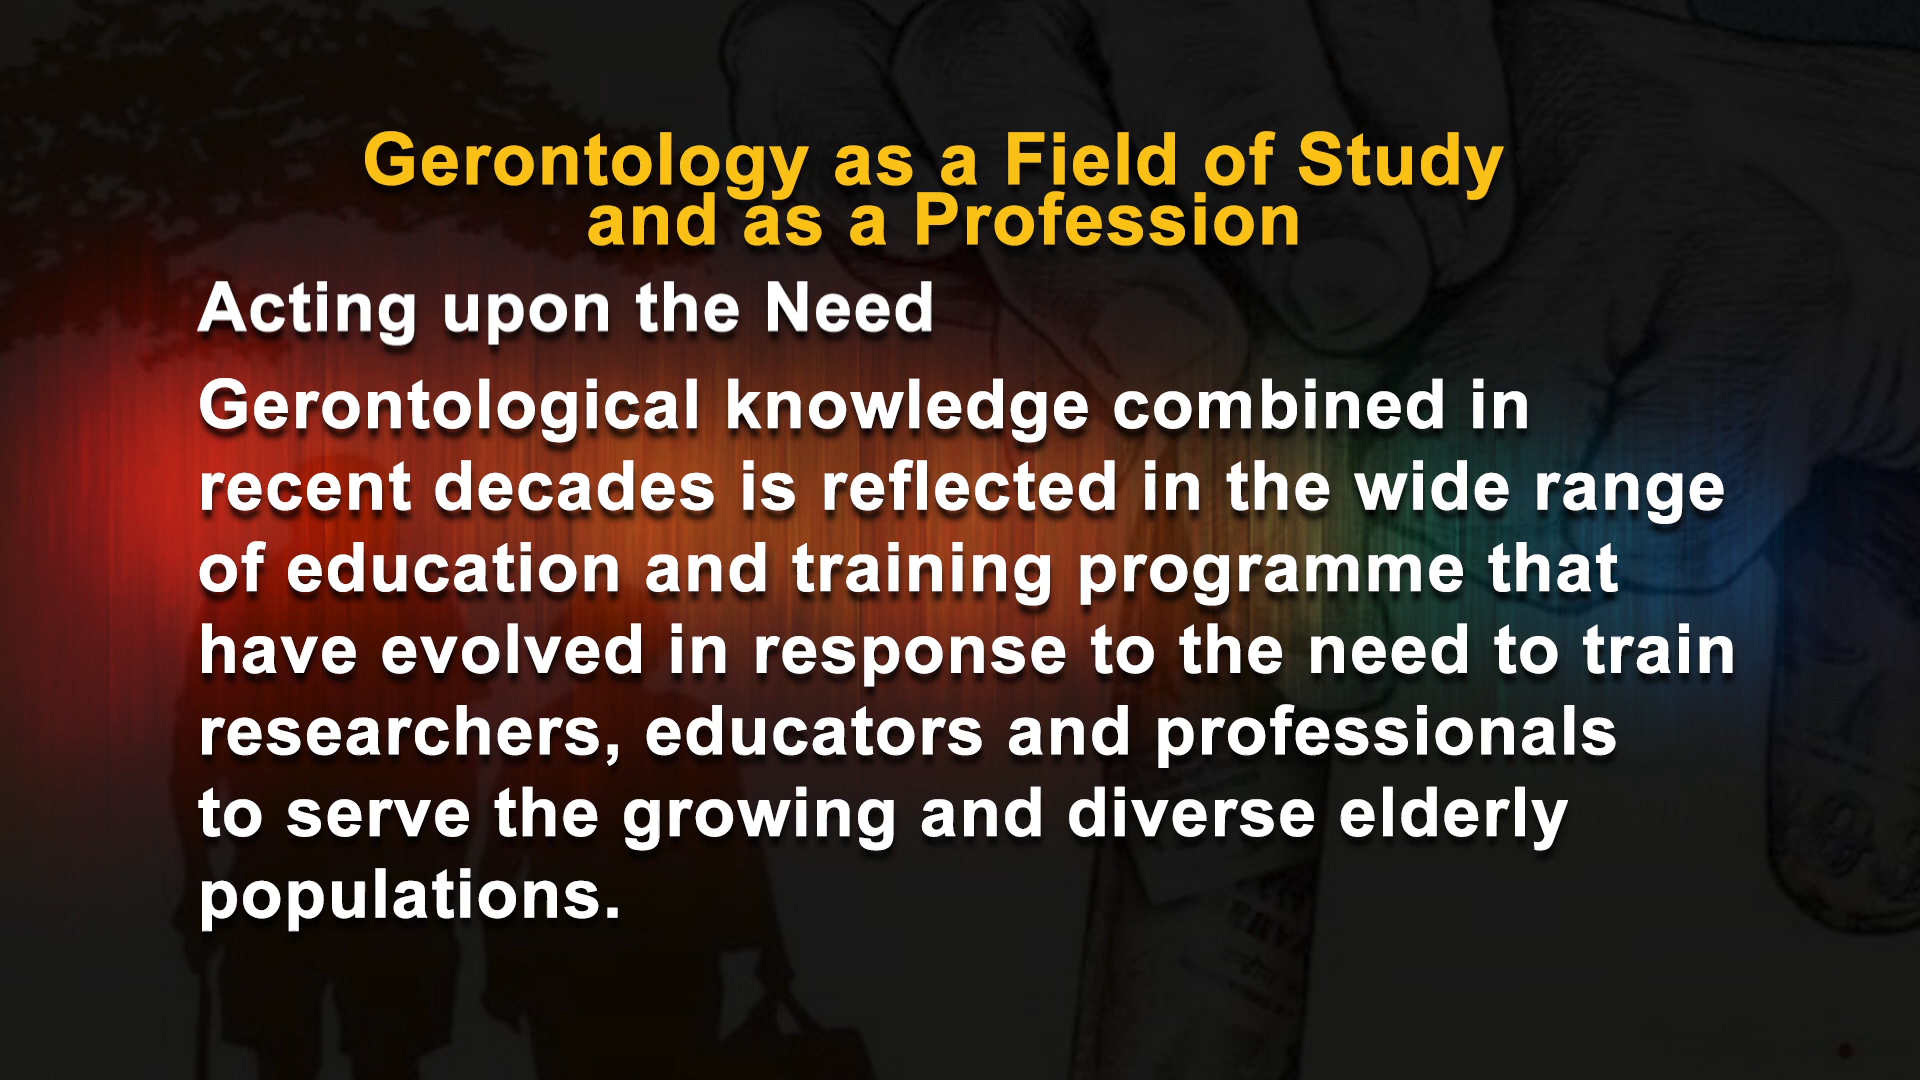 Gerontology as a Field of Study
and as a Profession
Acting upon the Need
Gerontological knowledge combined in
recent decades is reflected in the wide range
of education and training programme that
have evolved in response to the need to train
researchers, educators and professionals
to serve the growing and diverse elderly
populations.